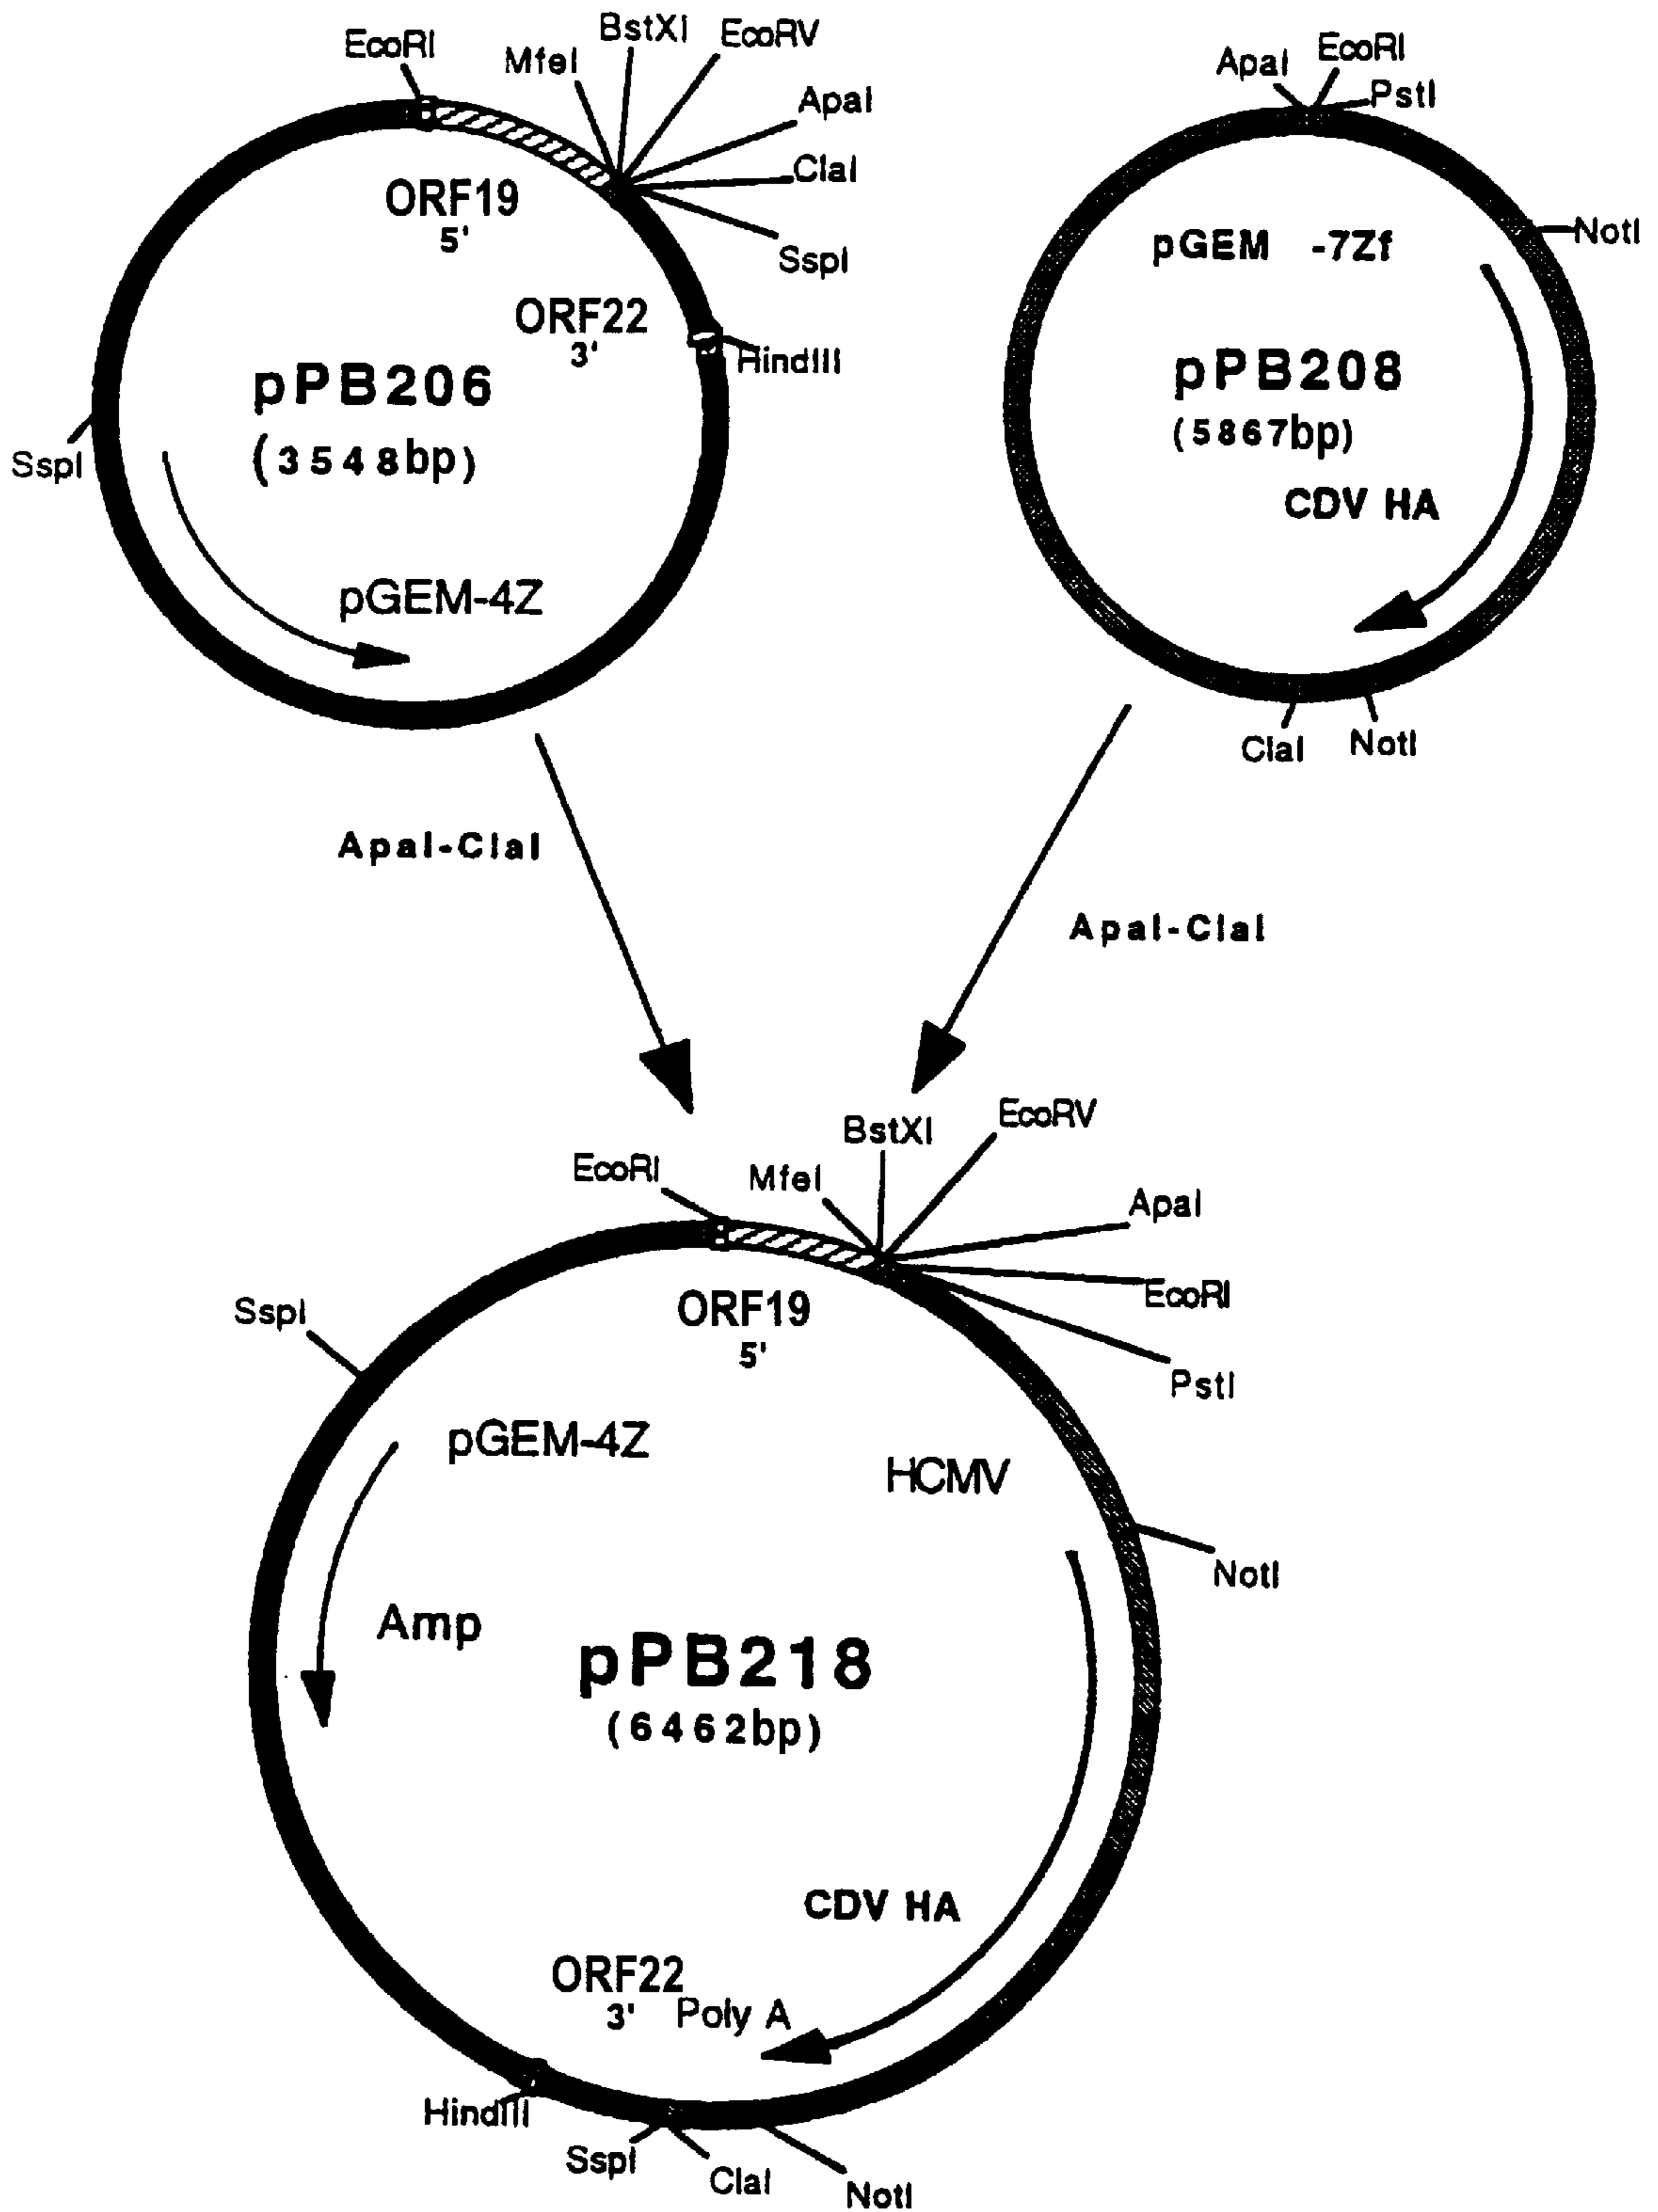 EcoRI
MfeI
BstXI
EcoRV
ApaI
ClaI
SspI
ORF19
5'
ORF22
3'
HindIII
pPB206
(3548bp)
SspI
pGEM-4Z
ApaI
EcoRI
PstI
NotI
pGEM -7Zf
pPB208
(5867bp)
CDV HA
ClaI
NotI
ApaI-ClaI
ApaI-ClaI
EcoRI
MfeI
BstXI
EcoRV
ApaI
EcoRI
PstI
ORF19
5'
SspI
pGEM-4Z
HCMV
NotI
Amp
pPB218
(6462bp)
CDV HA
ORF22
3' Poly A
HindIII
SspI
ClaI
NotI